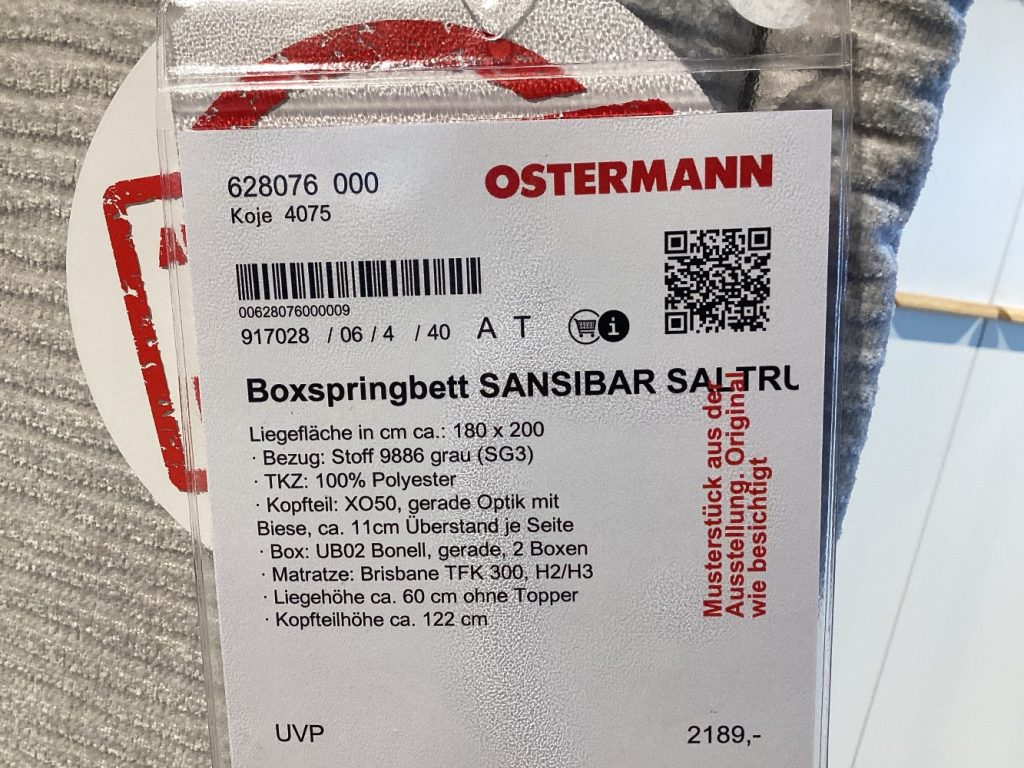 628076 000
OSTERMANN
Koje 4075
00628076000009
917028 / 06 / 4 / 40 A T
i
Boxspringbett SANSIBAR SALTRU
Liegefläche in cm ca.: 180 x 200
· Bezug: Stoff 9886 grau (SG3)
· TKZ: 100% Polyester
· Kopfteil: XO50, gerade Optik mit
Biese, ca. 11cm Überstand je Seite
· Box: UB02 Bonell, gerade, 2 Boxen
· Matratze: Brisbane TFK 300, H2/H3
· Liegehöhe ca. 60 cm ohne Topper
· Kopfteilhöhe ca. 122 cm
Musterstück aus der
Ausstellung. Original
wie besichtigt
UVP 2189,-